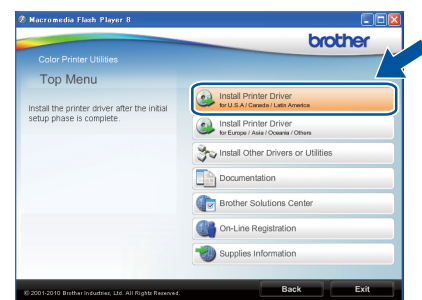 Macromedia Flash Player 8
brother
Color Printer Utilities
Top Menu
Install the printer driver after the initial
setup phase is complete.
Install Printer Driver
for U.S.A / Canada / Latin America
Install Printer Driver
for Europe / Asia / Oceania / Others
Install Other Drivers or Utilities
Documentation
Brother Solutions Center
On-Line Registration
Supplies Information
© 2001-2010 Brother Industries, Ltd. All Rights Reserved.
Back
Exit